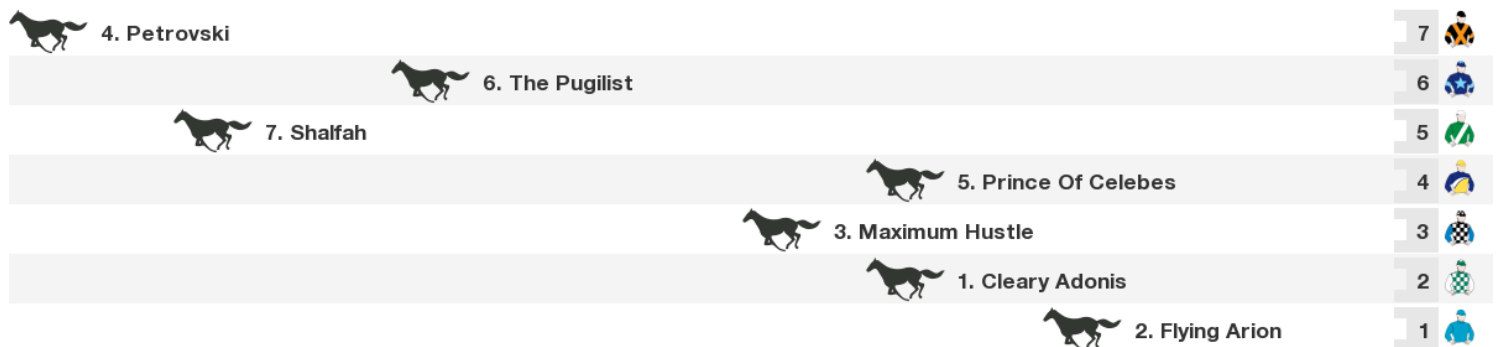 4. Petrovski 7
6. The Pugilist 6
7. Shalfah 5
5. Prince Of Celebes 4
3. Maximum Hustle 3
1. Cleary Adonis 2
2. Flying Arion 1